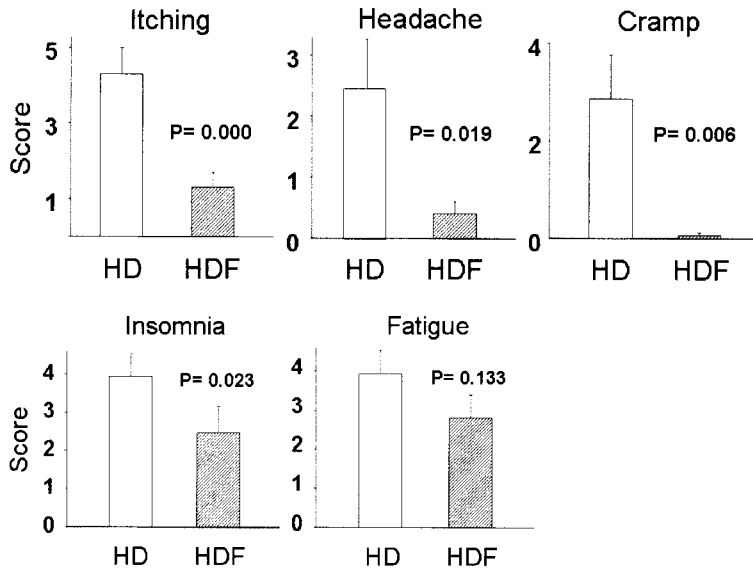 Itching
Headache
Cramp
Score
5
3
1
P= 0.000
HD
HDF
3
2
1
0
P= 0.019
HD
HDF
4
2
0
P= 0.006
HD
HDF
Insomnia
Fatigue
Score
4
3
2
1
0
P= 0.023
HD
HDF
4
3
2
1
0
P= 0.133
HD
HDF